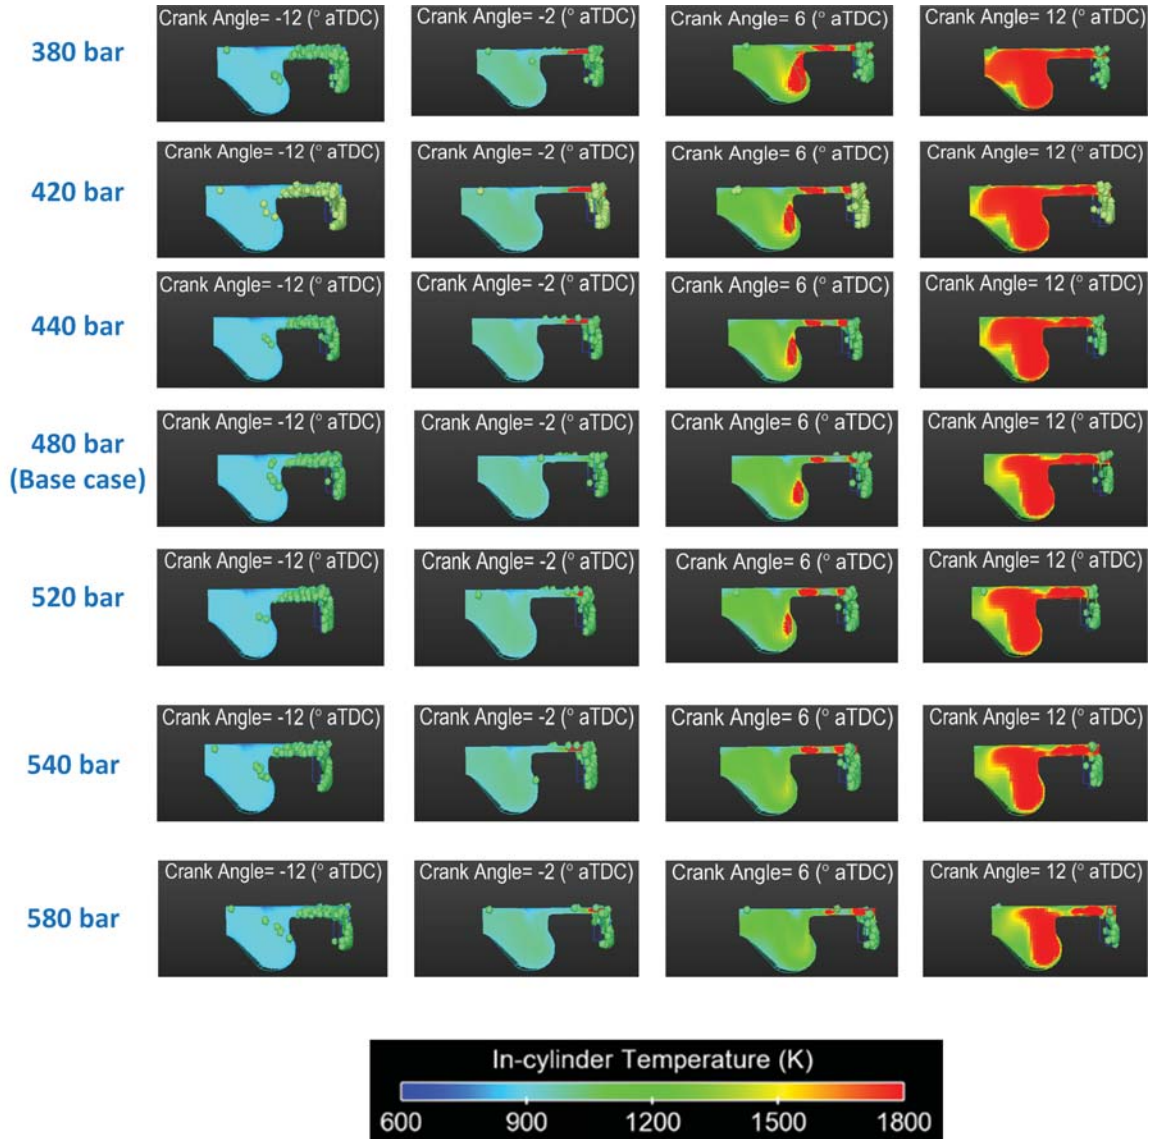 380 bar
Crank Angle= -12 (° aTDC)
Crank Angle= -2 (° aTDC)
Crank Angle= 6 (° aTDC)
Crank Angle= 12 (° aTDC)
420 bar
Crank Angle= -12 (° aTDC)
Crank Angle= -2 (° aTDC)
Crank Angle= 6 (° aTDC)
Crank Angle= 12 (° aTDC)
440 bar
Crank Angle= -12 (° aTDC)
Crank Angle= -2 (° aTDC)
Crank Angle= 6 (° aTDC)
Crank Angle= 12 (° aTDC)
480 bar
(Base case)
Crank Angle= -12 (° aTDC)
Crank Angle= -2 (° aTDC)
Crank Angle= 6 (° aTDC)
Crank Angle= 12 (° aTDC)
520 bar
Crank Angle= -12 (° aTDC)
Crank Angle= -2 (° aTDC)
Crank Angle= 6 (° aTDC)
Crank Angle= 12 (° aTDC)
540 bar
Crank Angle= -12 (° aTDC)
Crank Angle= -2 (° aTDC)
Crank Angle= 6 (° aTDC)
Crank Angle= 12 (° aTDC)
580 bar
Crank Angle= -12 (° aTDC)
Crank Angle= -2 (° aTDC)
Crank Angle= 6 (° aTDC)
Crank Angle= 12 (° aTDC)
In-cylinder Temperature (K)
600 900 1200 1500 1800